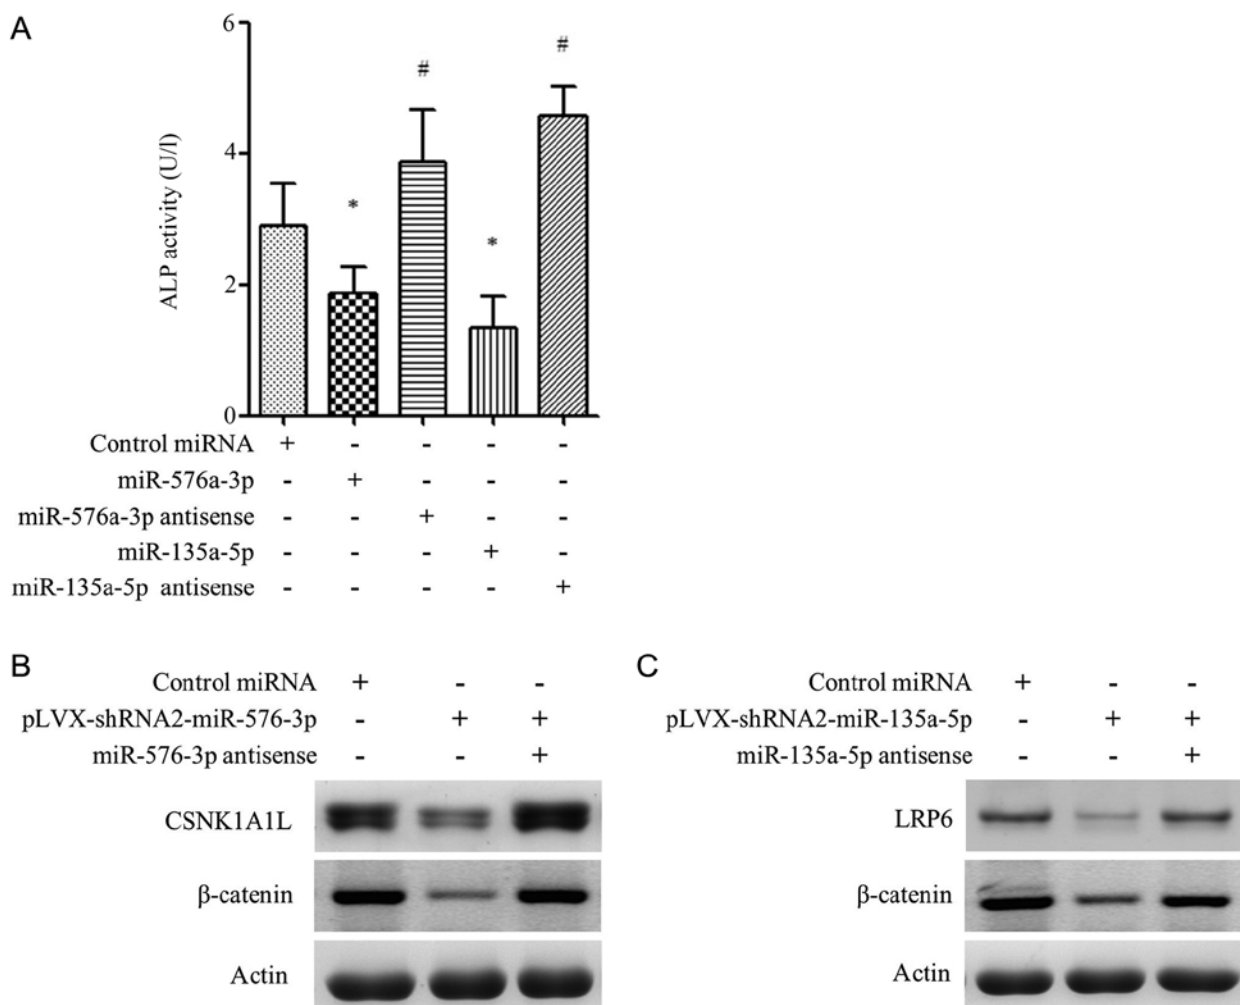 A
6
#
#
4
*
*
2
0
ALP activity (U/l)
Control miRNA + - - - -
miR-576a-3p - + - - -
miR-576a-3p antisense - - + - -
miR-135a-5p - - - + -
miR-135a-5p antisense - - - - +
B
Control miRNA + - -
pLVX-shRNA2-miR-576-3p - + +
miR-576-3p antisense - - +
CSNK1A1L
β-catenin
Actin
C
Control miRNA + - -
pLVX-shRNA2-miR-135a-5p - + +
miR-135a-5p antisense - - +
LRP6
β-catenin
Actin